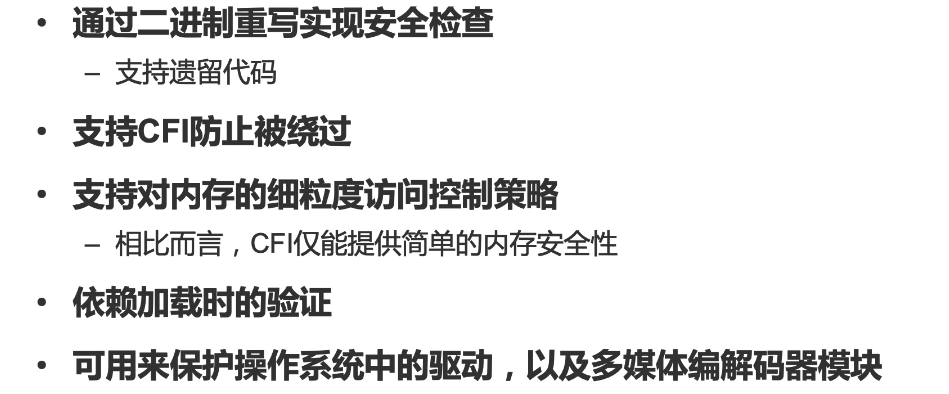 • 通过二进制重写实现安全检查
– 支持遗留代码
• 支持CFI防止被绕过
• 支持对内存的细粒度访问控制策略
– 相比而言，CFI仅能提供简单的内存安全性
• 依赖加载时的验证
• 可用来保护操作系统中的驱动，以及多媒体编解码器模块